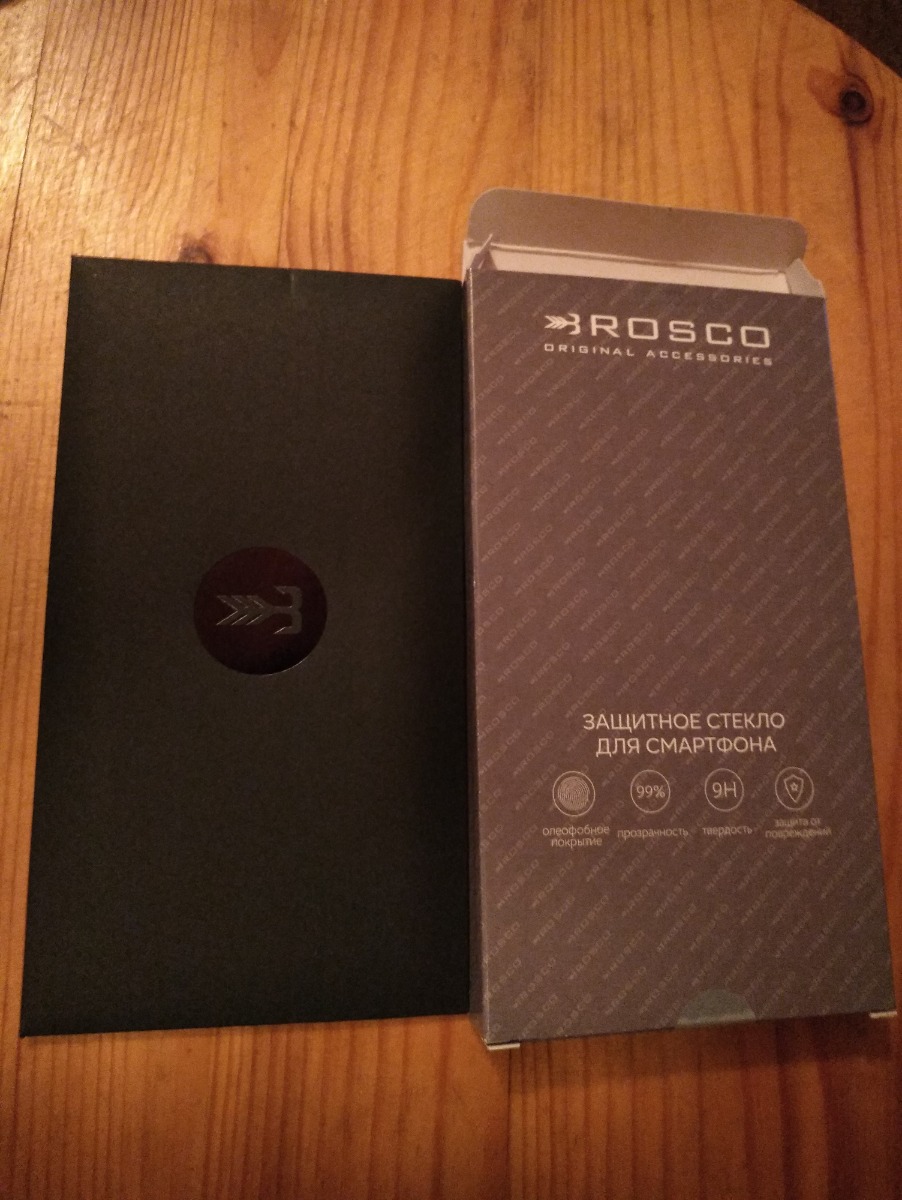 BROSCO
ORIGINAL ACCESSORIES
ЗАЩИТНОЕ СТЕКЛО
ДЛЯ СМАРТФОНА
99%
9H
олеофобное
покрытие
прозрачность
твердость
защита от
повреждений